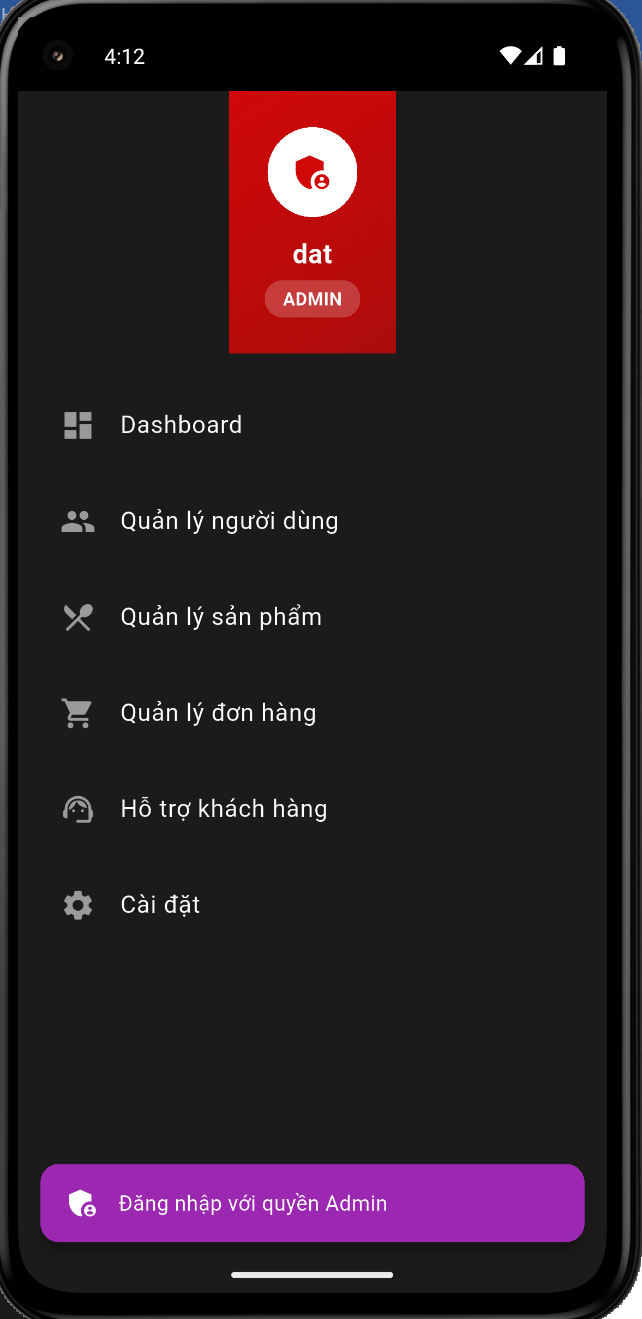 4:12
dat
ADMIN
Dashboard
Quản lý người dùng
Quản lý sản phẩm
Quản lý đơn hàng
Hỗ trợ khách hàng
Cài đặt
Đăng nhập với quyền Admin